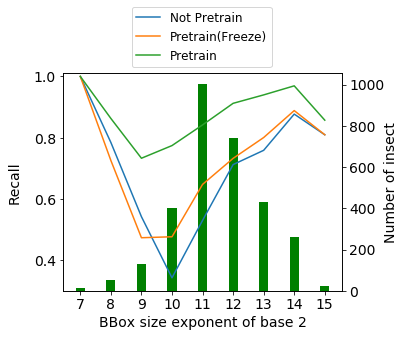 Not Pretrain
Pretrain(Freeze)
Pretrain
1.0
0.8
0.6
0.4
Recall
1000
800
600
400
200
0
Number of insect
7 8 9 10 11 12 13 14 15
BBox size exponent of base 2